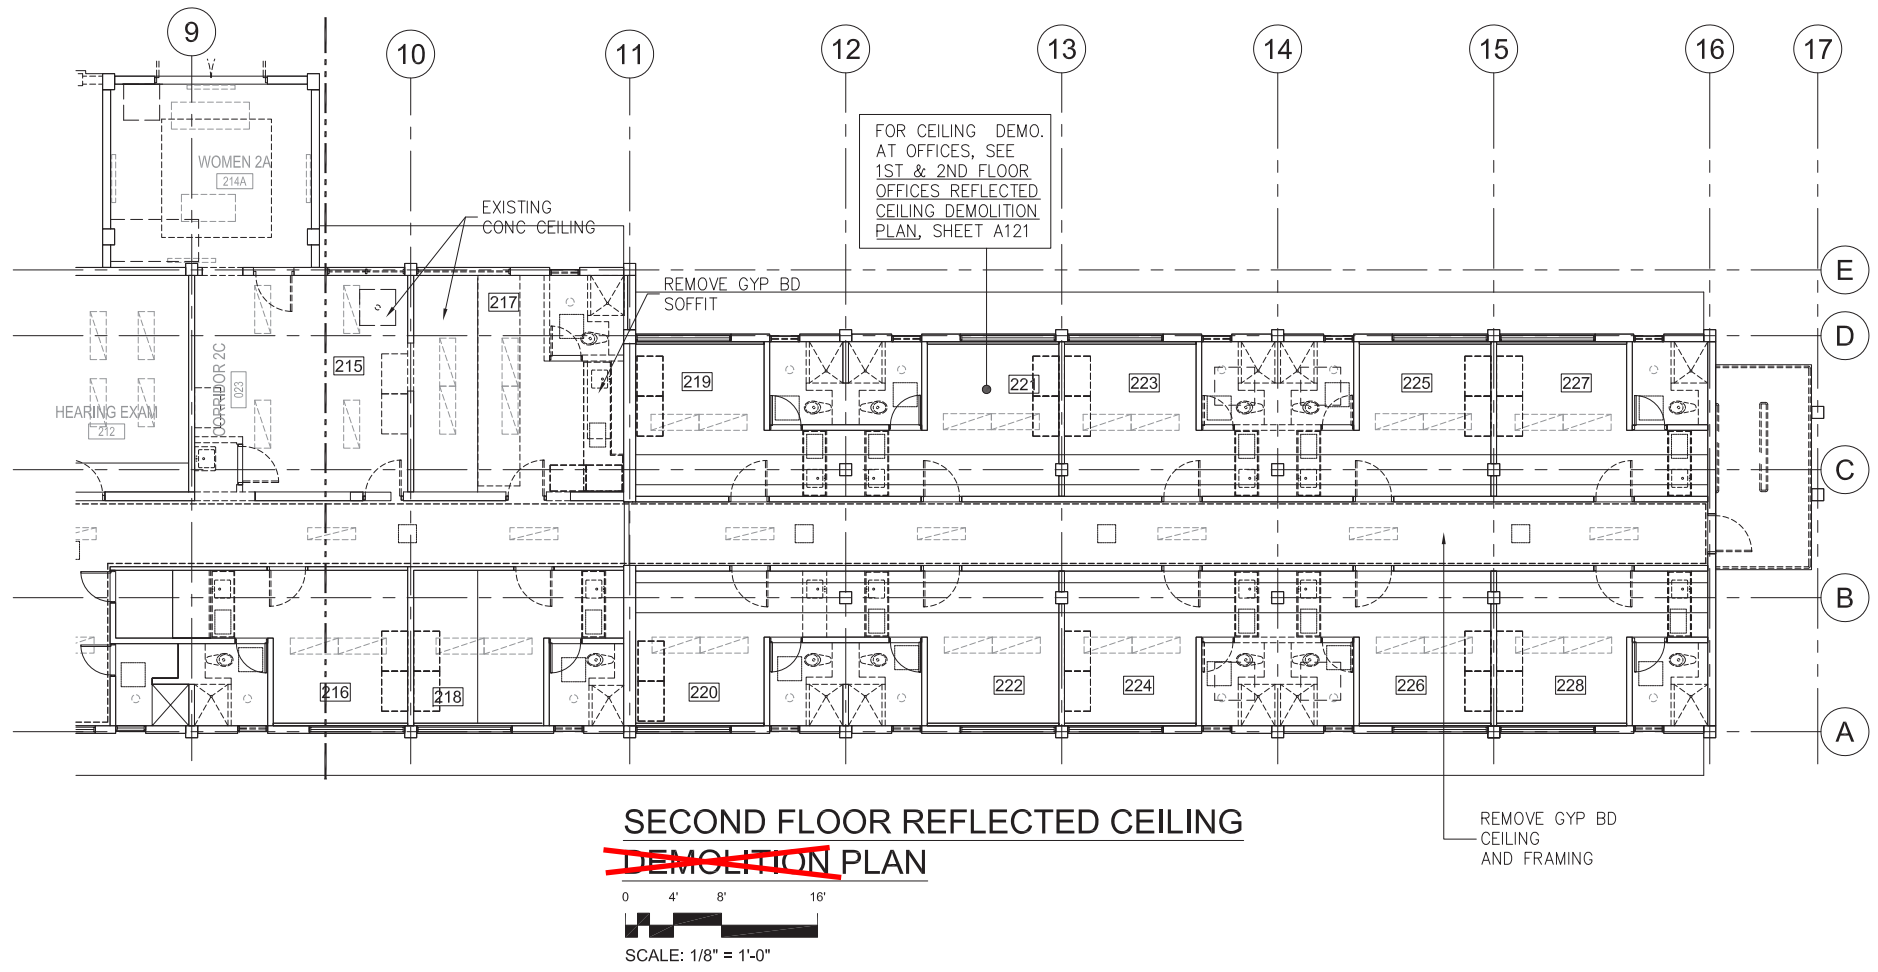 9
10
11
12
13
14
15
16
17
FOR CEILING DEMO.
AT OFFICES, SEE
1ST & 2ND FLOOR
OFFICES REFLECTED
CEILING DEMOLITION
PLAN, SHEET A121
WOMEN 2A
214A
EXISTING
CONC CEILING
E
REMOVE GYP BD
SOFFIT
217
S
D
215
CORRIDOR 2C
023
219
221
223
225
227
HEARING EXAM
212
C
B
216
218
220
222
224
226
228
A
SECOND FLOOR REFLECTED CEILING
DEMOLITION PLAN
REMOVE GYP BD
CEILING
AND FRAMING
0 4' 8' 16'
SCALE: 1/8" = 1'-0"